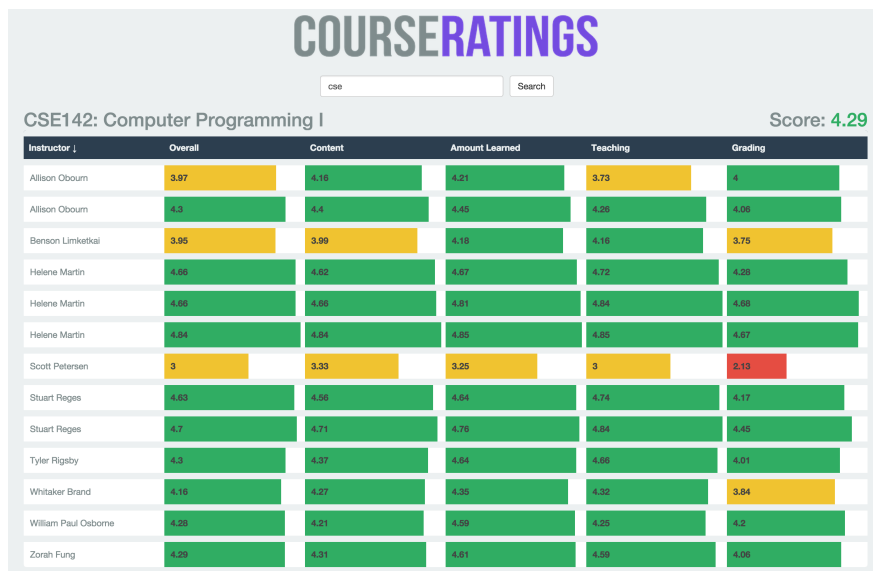 COURSERATINGS
cse Search
CSE142: Computer Programming I Score: 4.29
Instructor ↓ Overall Content Amount Learned Teaching Grading
Allison Obourn 3.97 4.16 4.21 3.73 4
Allison Obourn 4.3 4.4 4.45 4.26 4.06
Benson Limketkai 3.95 3.99 4.18 4.16 3.75
Helene Martin 4.66 4.62 4.67 4.72 4.28
Helene Martin 4.66 4.66 4.81 4.84 4.68
Helene Martin 4.84 4.84 4.85 4.85 4.67
Scott Petersen 3 3.33 3.25 3 2.13
Stuart Reges 4.63 4.56 4.64 4.74 4.17
Stuart Reges 4.7 4.71 4.76 4.84 4.45
Tyler Rigsby 4.3 4.37 4.64 4.66 4.01
Whitaker Brand 4.16 4.27 4.35 4.32 3.84
William Paul Osborne 4.28 4.21 4.59 4.25 4.2
Zorah Fung 4.29 4.31 4.61 4.59 4.06